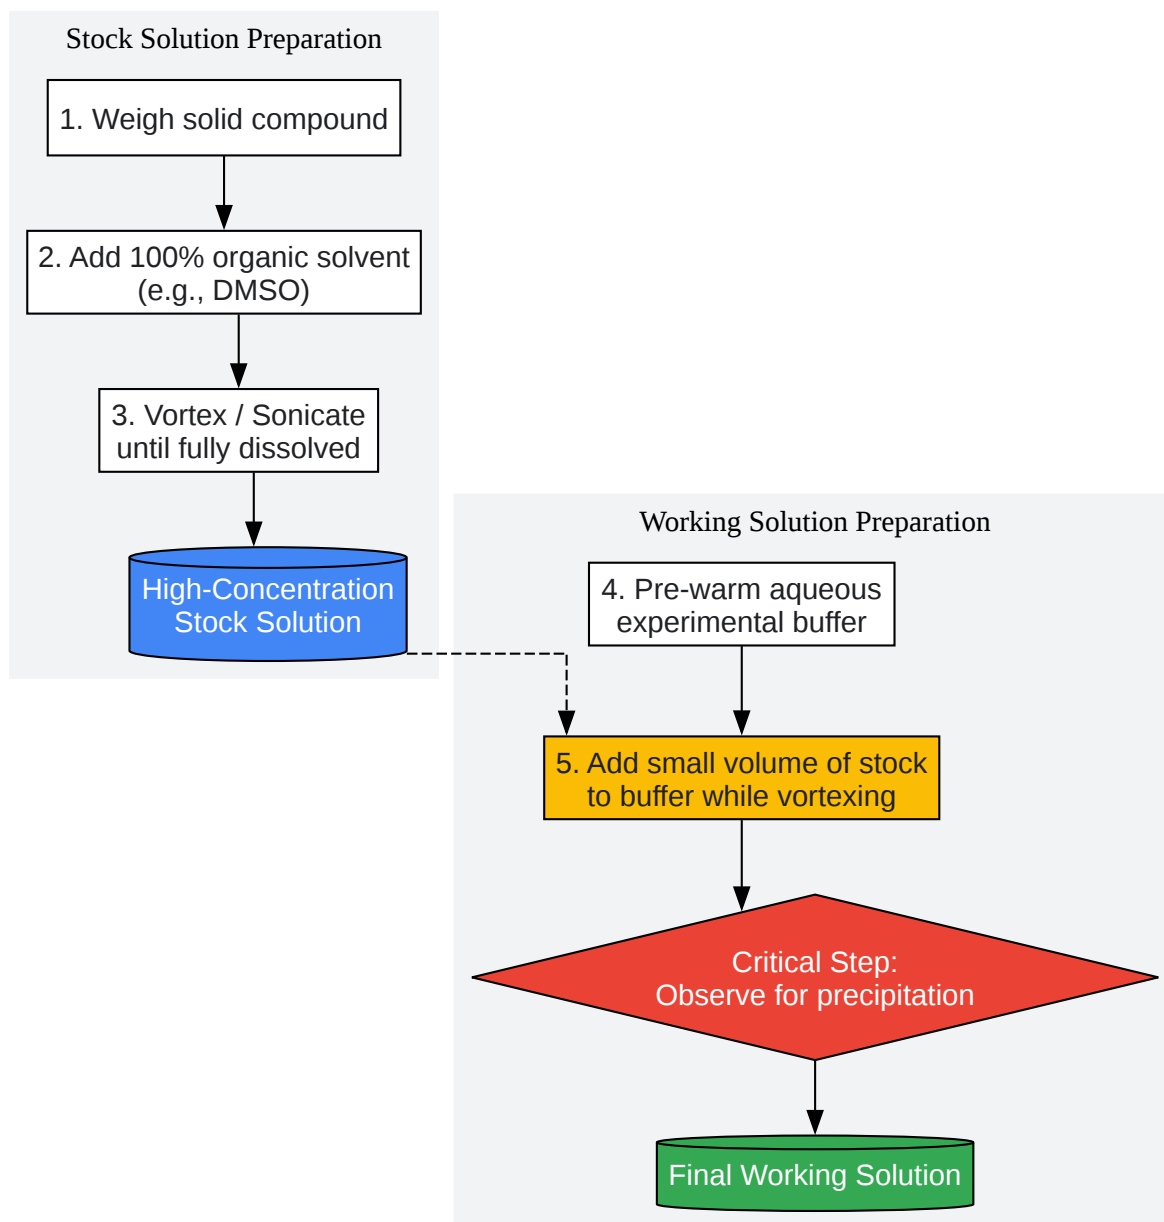 Stock Solution Preparation
1. Weigh solid compound
2. Add 100% organic solvent
(e.g., DMSO)
3. Vortex / Sonicate
until fully dissolved
High-Concentration
Stock Solution
Working Solution Preparation
4. Pre-warm aqueous
experimental buffer
5. Add small volume of stock
to buffer while vortexing
Critical Step:
Observe for precipitation
Final Working Solution